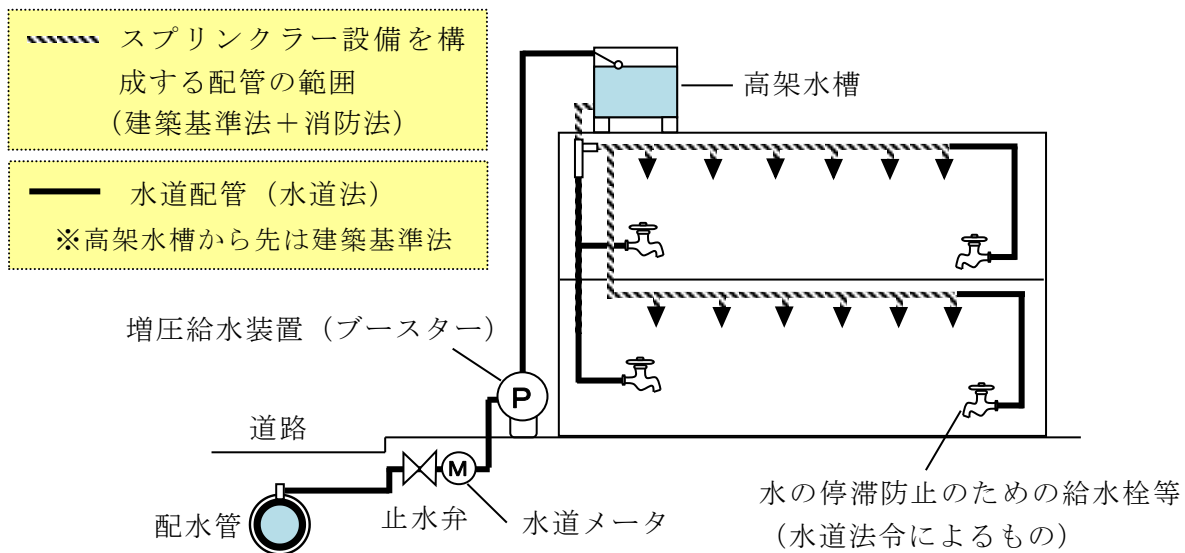 スプリンクラー設備を構
成する配管の範囲
（建築基準法＋消防法）
水道配管（水道法）
※高架水槽から先は建築基準法
高架水槽
増圧給水装置（ブースター）
P
道路
M
配水管
止水弁
水道メータ
水の停滞防止のための給水栓等
（水道法令によるもの）